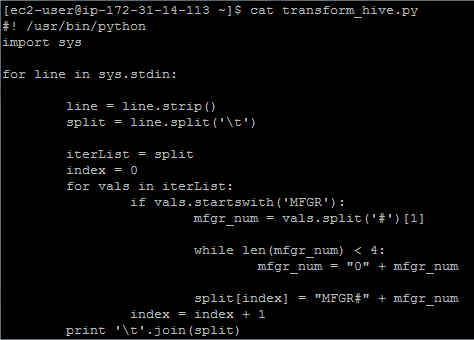 [ec2-user@ip-172-31-14-113 ~]$ cat transform_hive.py
#! /usr/bin/python
import sys

for line in sys.stdin:

        line = line.strip()
        split = line.split('\t')

        iterList = split
        index = 0
        for vals in iterList:
                if vals.startswith('MFGR'):
                        mfgr_num = vals.split('#')[1]

                        while len(mfgr_num) < 4:
                                mfgr_num = "0" + mfgr_num

                        split[index] = "MFGR#" + mfgr_num
                index = index + 1
        print '\t'.join(split)